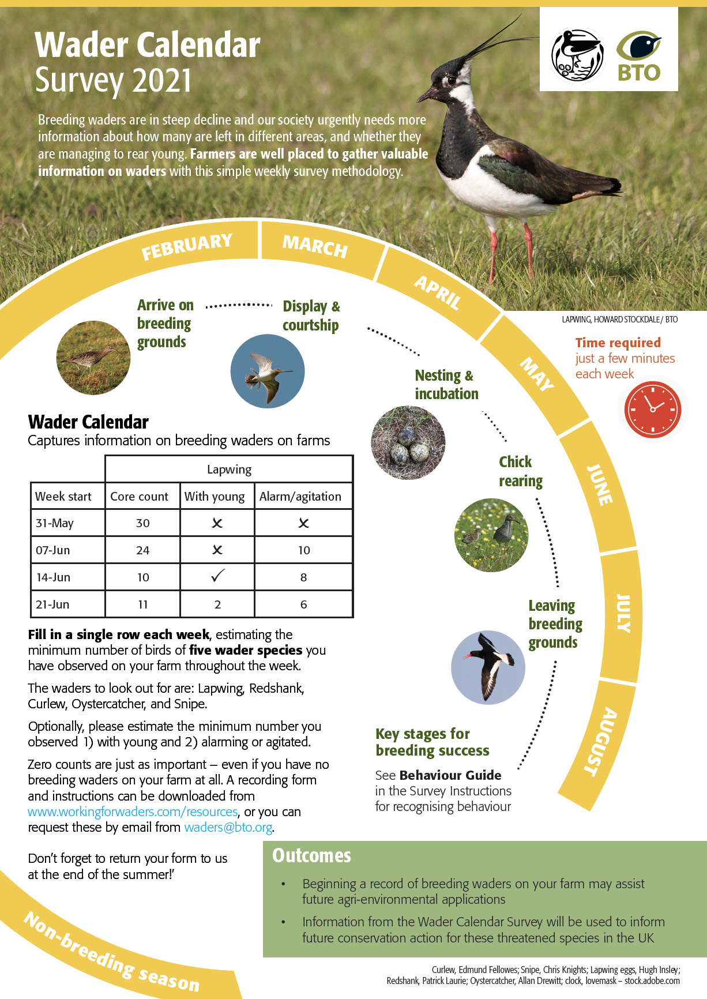 Wader Calendar
Survey 2021
BTO
Breeding waders are in steep decline and our society urgently needs more
information about how many are left in different areas, and whether they
are managing to rear young. Farmers are well placed to gather valuable
information on waders with this simple weekly survey methodology.
FEBRUARY
MARCH
APRIL
MAY
JUNE
JULY
AUGUST
LAPWING, HOWARD STOCKDALE/ BTO
Time required
just a few minutes
each week
Arrive on
breeding
grounds
Display &
courtship
Nesting &
incubation
Chick
rearing
Leaving
breeding
grounds
Wader Calendar
Captures information on breeding waders on farms
Lapwing
Week start Core count With young Alarm/agitation
31-May 30 ✗ ✗
07-Jun 24 ✗ 10
14-Jun 10 ✓ 8
21-Jun 11 2 6
Fill in a single row each week, estimating the
minimum number of birds of five wader species you
have observed on your farm throughout the week.
The waders to look out for are: Lapwing, Redshank,
Curlew, Oystercatcher, and Snipe.
Optionally, please estimate the minimum number you
observed 1) with young and 2) alarming or agitated.
Zero counts are just as important – even if you have no
breeding waders on your farm at all. A recording form
and instructions can be downloaded from
www.workingforwaders.com/resources, or you can
request these by email from waders@bto.org.
Don't forget to return your form to us
at the end of the summer!'
Key stages for
breeding success
See Behaviour Guide
in the Survey Instructions
for recognising behaviour
Non-breeding season
Outcomes
• Beginning a record of breeding waders on your farm may assist
future agri-environmental applications
• Information from the Wader Calendar Survey will be used to inform
future conservation action for these threatened species in the UK
Curlew, Edmund Fellowes; Snipe, Chris Knights; Lapwing eggs, Hugh Insley;
Redshank, Patrick Laurie; Oystercatcher, Allan Drewitt; clock, lovemask – stock.adobe.com